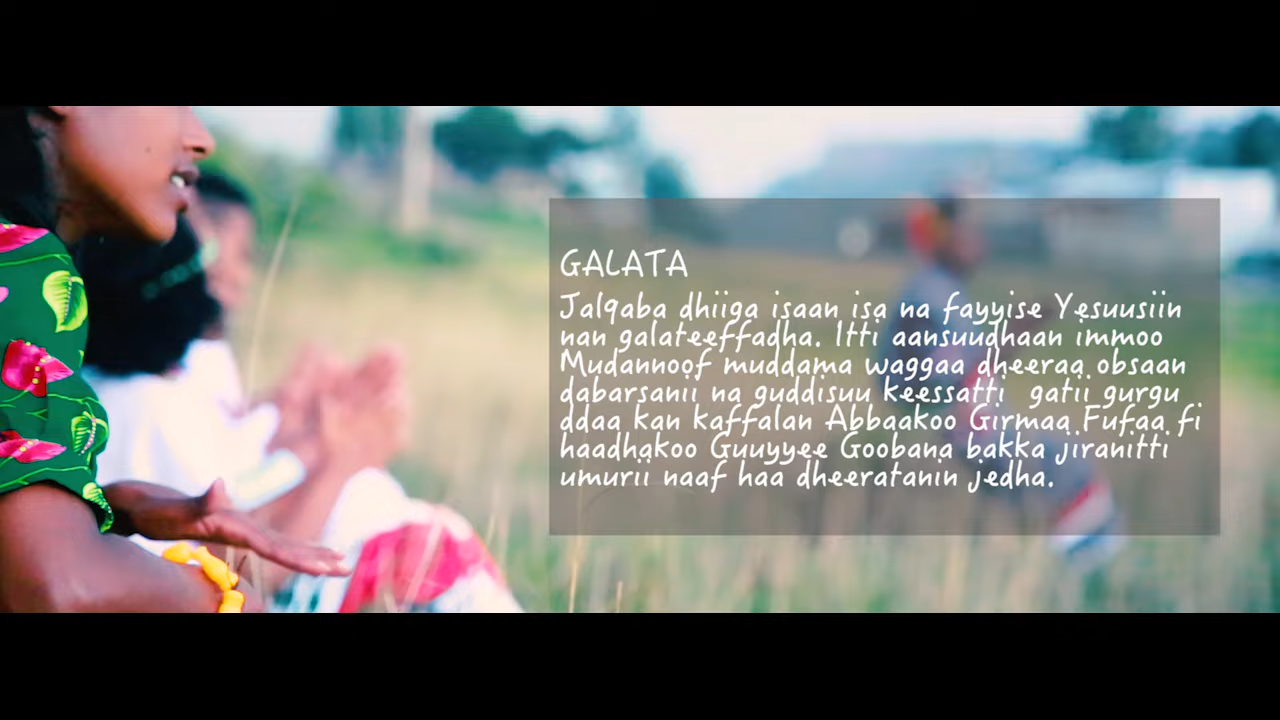 GALATA
Jalqaba dhiiga isaan isa na fayyise Yesuusiin
nan galateeffadha. Itti aansuudhaan immoo
Mudannoof muddama waggaa dheeraa obsaan
dabarsanii na guddisuu keessatti gatii gurgu
ddaa kan kaffalan Abbaakoo Girmaa Fufaa fi
haadhakoo Guuyyee Goobana bakka jiranitti
umurii naaf haa dheeratanin jedha.